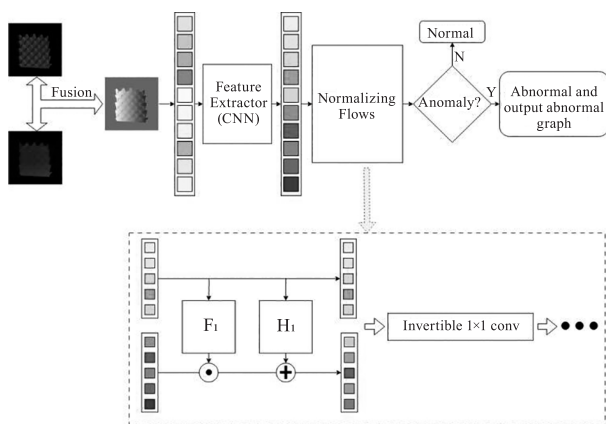 Fusion
Feature
Extractor
(CNN)
Normalizing
Flows
Normal
N
Anomaly?
Y
Abnormal and
output abnormal
graph
F₁
H₁
Invertible 1×1 conv